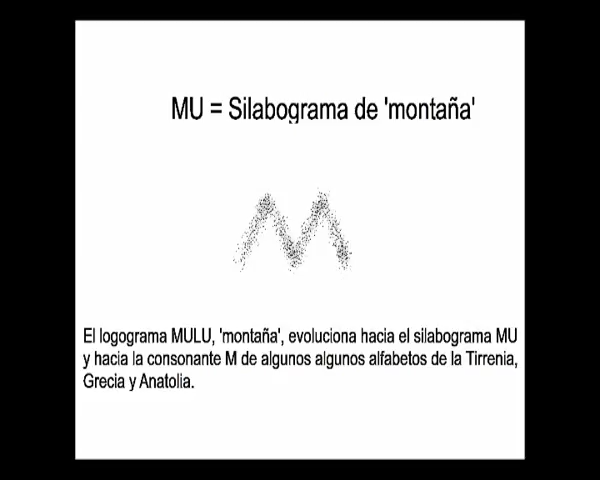 MU = Silabograma de 'montaña'
El logograma MULU, 'montaña', evoluciona hacia el silabograma MU
y hacia la consonante M de algunos algunos alfabetos de la Tirrenia,
Grecia y Anatolia.